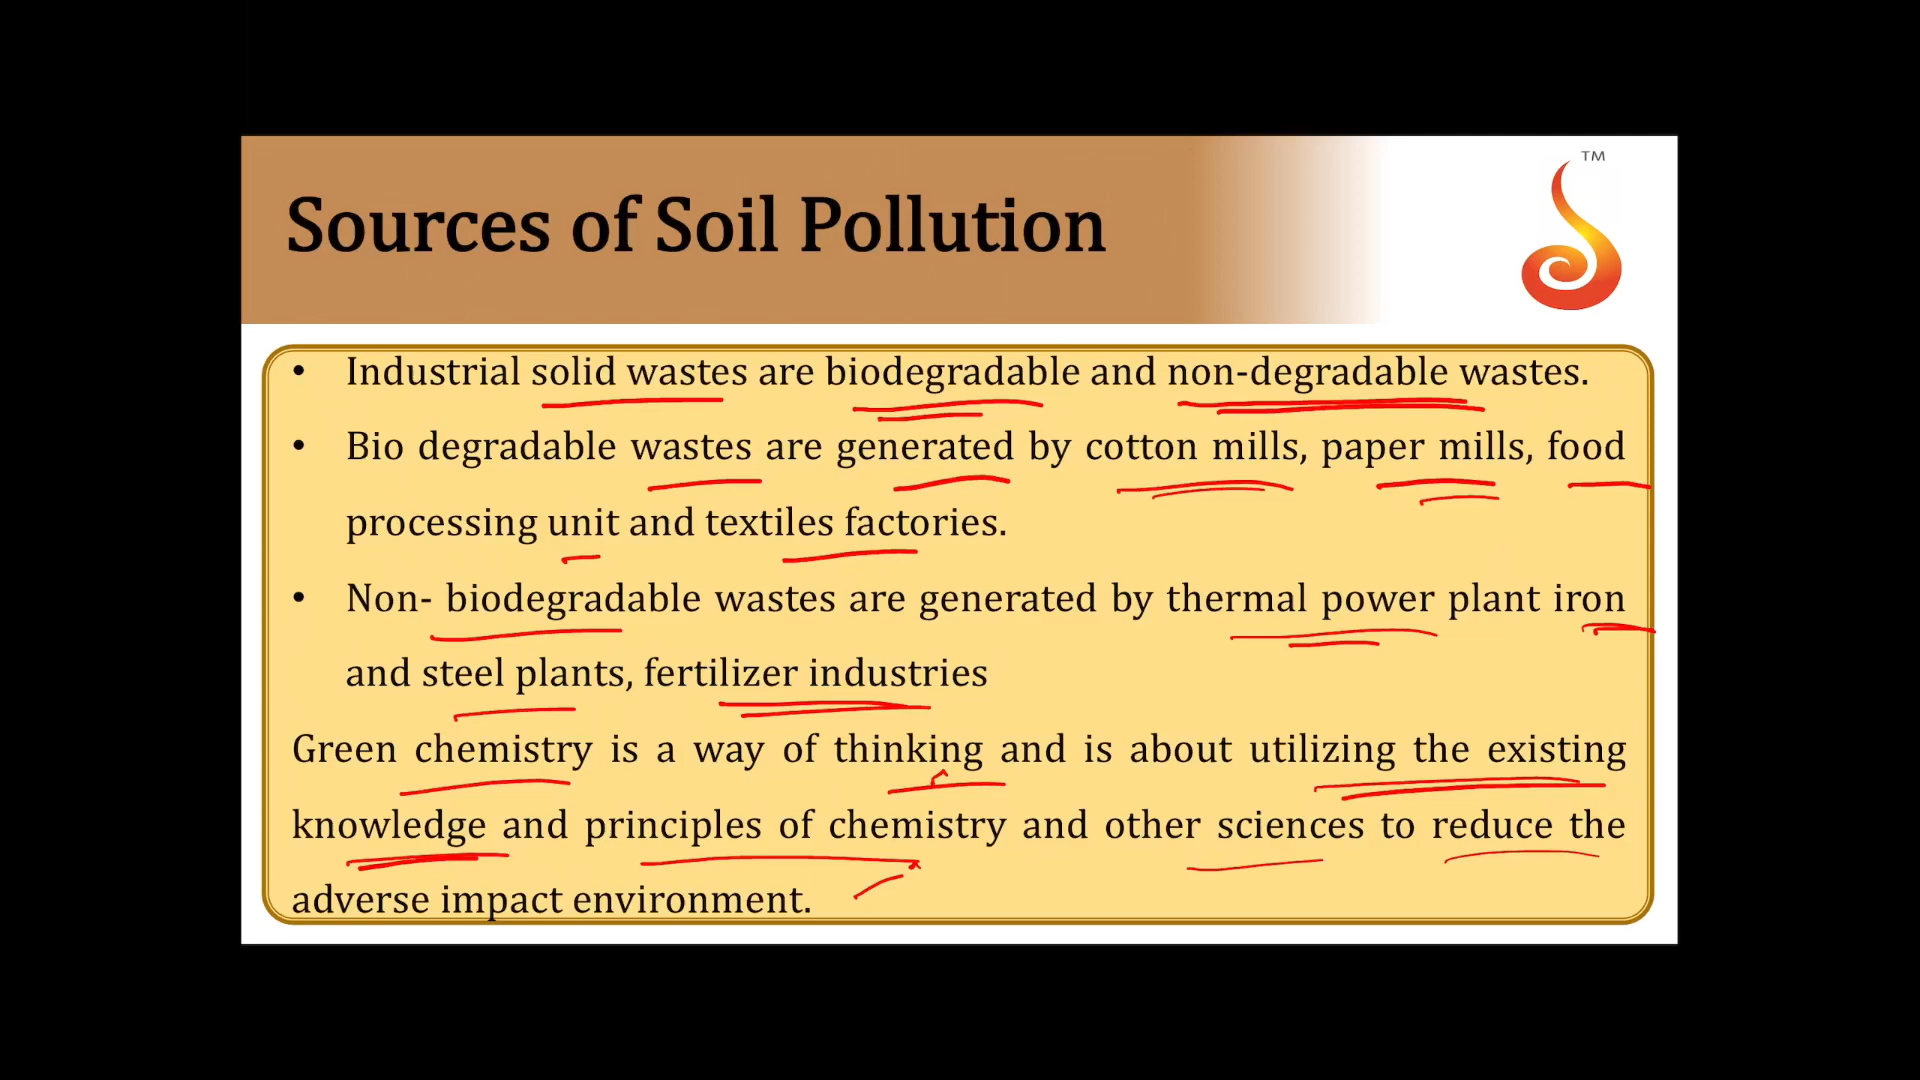 TM
Sources of Soil Pollution
• Industrial solid wastes are biodegradable and non-degradable wastes.
• Bio degradable wastes are generated by cotton mills, paper mills, food
processing unit and textiles factories.
• Non- biodegradable wastes are generated by thermal power plant iron
and steel plants, fertilizer industries
Green chemistry is a way of thinking and is about utilizing the existing
knowledge and principles of chemistry and other sciences to reduce the
adverse impact environment.